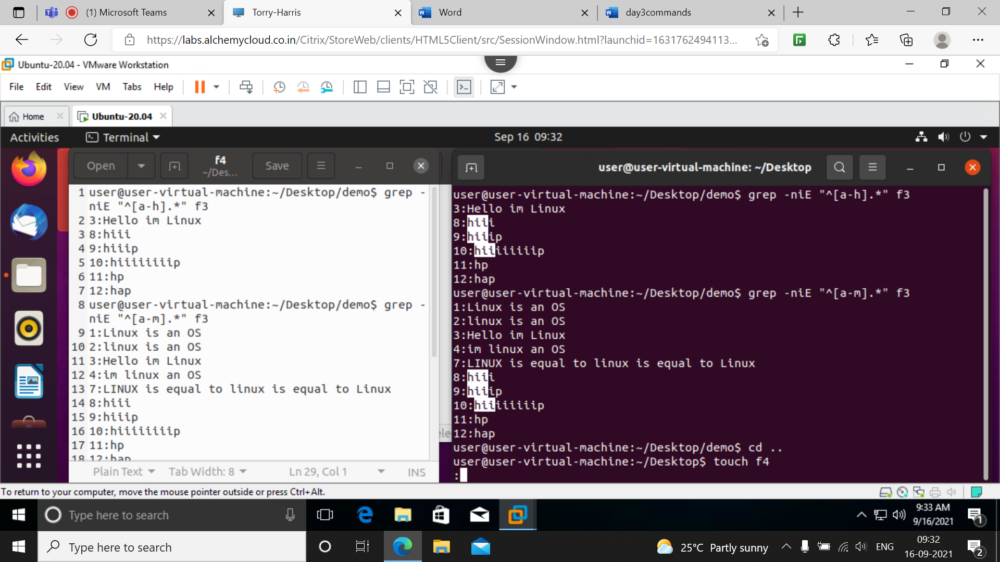 (1) Microsoft Teams
Torry-Harris
Word
day3commands
https://labs.alchemycloud.co.in/Citrix/StoreWeb/clients/HTML5Client/src/SessionWindow.html?launchid=1631762494113...
Ubuntu-20.04 - VMware Workstation
File Edit View VM Tabs Help
Home
Ubuntu-20.04
Activities
Terminal
Sep 16 09:32
Open
f4
~/Des...
Save
1 user@user-virtual-machine:~/Desktop/demo$ grep -
niE "^[a-h].*" f3
2 3:Hello im Linux
3 8:hiii
4 9:hiiip
5 10:hiiiiiiiip
6 11:hp
7 12:hap
8 user@user-virtual-machine:~/Desktop/demo$ grep -
niE "^[a-m].*" f3
9 1:Linux is an OS
10 2:linux is an OS
11 3:Hello im Linux
12 4:im linux an OS
13 7:LINUX is equal to linux is equal to Linux
14 8:hiii
15 9:hiiip
16 10:hiiiiiiiip
17 11:hp
18 12:hap
Plain Text Tab Width: 8 Ln 29, Col 1 INS
user@user-virtual-machine: ~/Desktop
user@user-virtual-machine:~/Desktop/demo$ grep -niE "^[a-h].*" f3
3:Hello im Linux
8:hiii
9:hiiip
10:hiiiiiiiip
11:hp
12:hap
user@user-virtual-machine:~/Desktop/demo$ grep -niE "^[a-m].*" f3
1:Linux is an OS
2:linux is an OS
3:Hello im Linux
4:im linux an OS
7:LINUX is equal to linux is equal to Linux
8:hiii
9:hiiip
10:hiiiiiiiip
11:hp
12:hap
user@user-virtual-machine:~/Desktop/demo$ cd ..
user@user-virtual-machine:~/Desktop$ touch f4
:
To return to your computer, move the mouse pointer outside or press Ctrl+Alt.
Type here to search
9:33 AM
9/16/2021
1
Type here to search
25°C Partly sunny
ENG
09:32
16-09-2021
2